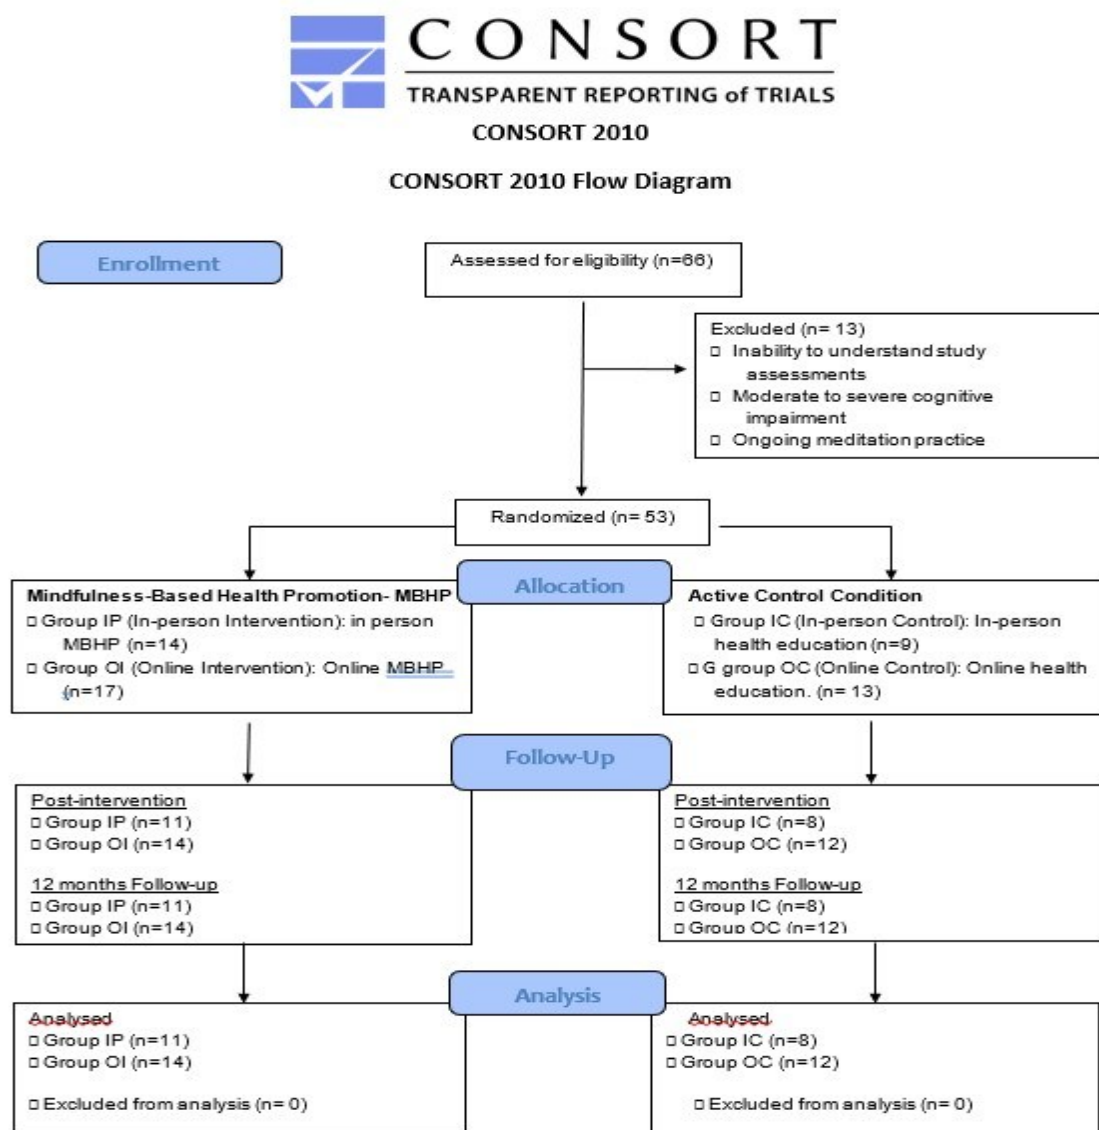 CONSORT
TRANSPARENT REPORTING of TRIALS
CONSORT 2010
CONSORT 2010 Flow Diagram
Enrollment
Assessed for eligibility (n=66)
Excluded (n= 13)
□ Inability to understand study
assessments
□ Moderate to severe cognitive
impairment
□ Ongoing meditation practice
Randomized (n= 53)
Allocation
Mindfulness-Based Health Promotion- MBHP
□ Group IP (In-person Intervention): in person
MBHP (n=14)
□ Group OI (Online Intervention): Online MBHP
(n=17)
Active Control Condition
□ Group IC (In-person Control): In-person
health education (n=9)
□ G group OC (Online Control): Online health
education. (n= 13)
Follow-Up
Post-intervention
□ Group IP (n=11)
□ Group OI (n=14)
12 months Follow-up
□ Group IP (n=11)
□ Group OI (n=14)
Post-intervention
□ Group IC (n=8)
□ Group OC (n=12)
12 months Follow-up
□ Group IC (n=8)
□ Group OC (n=12)
Analysis
Analysed
□ Group IP (n=11)
□ Group OI (n=14)
□ Excluded from analysis (n= 0)
Analysed
□ Group IC (n=8)
□ Group OC (n=12)
□ Excluded from analysis (n= 0)